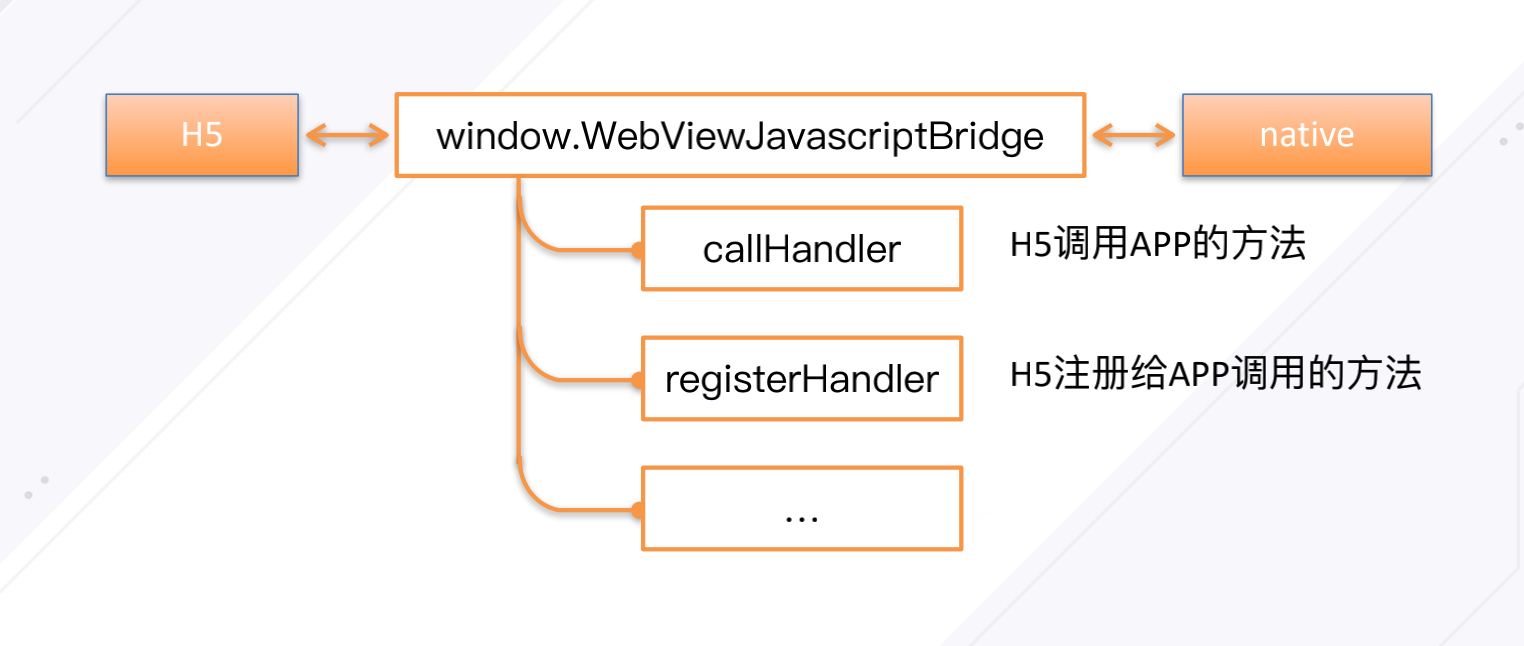 H5
window.WebViewJavascriptBridge
native
callHandler
H5调用APP的方法
registerHandler
H5注册给APP调用的方法
...